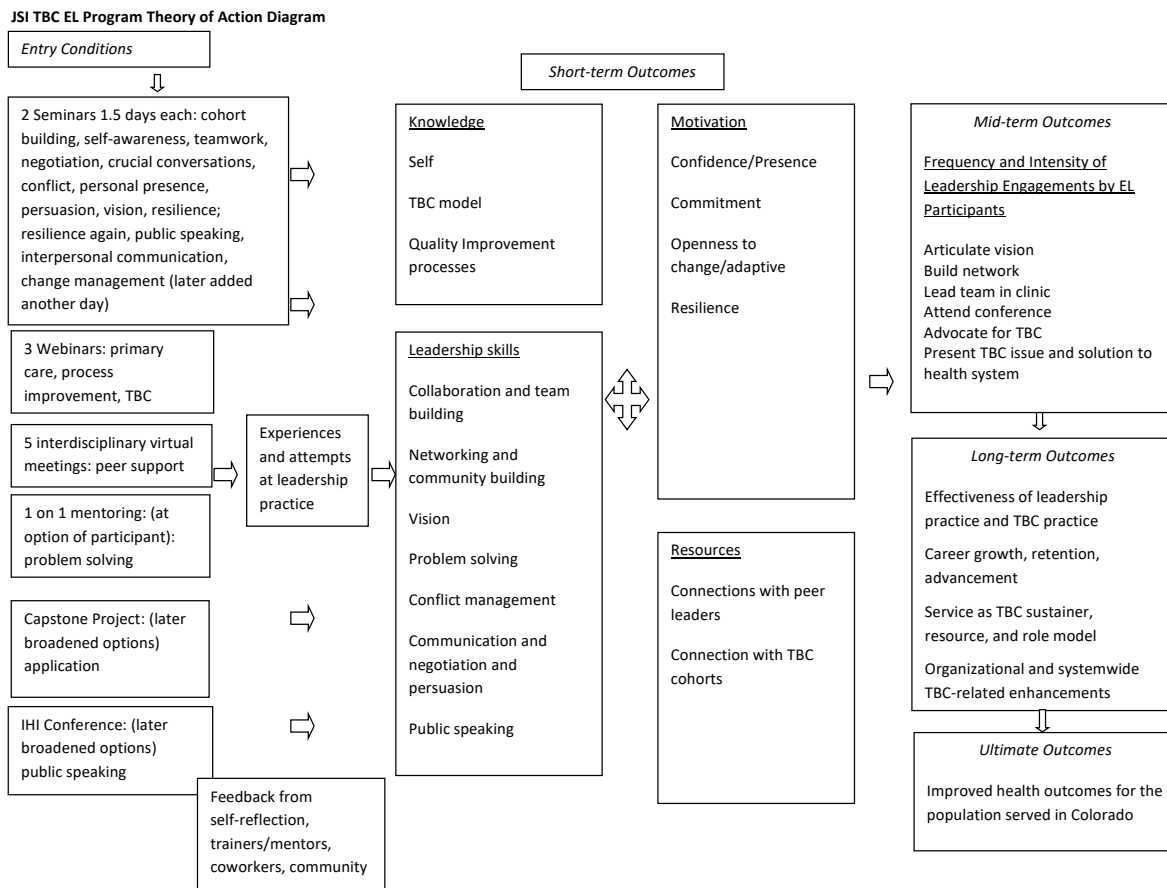 JSI TBC EL Program Theory of Action Diagram
Entry Conditions
Short-term Outcomes
2 Seminars 1.5 days each: cohort
building, self-awareness, teamwork,
negotiation, crucial conversations,
conflict, personal presence,
persuasion, vision, resilience;
resilience again, public speaking,
interpersonal communication,
change management (later added
another day)
3 Webinars: primary
care, process
improvement, TBC
5 interdisciplinary virtual
meetings: peer support
1 on 1 mentoring: (at
option of participant):
problem solving
Capstone Project: (later
broadened options)
application
IHI Conference: (later
broadened options)
public speaking
Experiences
and attempts
at leadership
practice
Feedback from
self-reflection,
trainers/mentors,
coworkers, community
Knowledge
Self
TBC model
Quality Improvement
processes
Leadership skills
Collaboration and team
building
Networking and
community building
Vision
Problem solving
Conflict management
Communication and
negotiation and
persuasion
Public speaking
Motivation
Confidence/Presence
Commitment
Openness to
change/adaptive
Resilience
Resources
Connections with peer
leaders
Connection with TBC
cohorts
Mid-term Outcomes
Frequency and Intensity of
Leadership Engagements by EL
Participants
Articulate vision
Build network
Lead team in clinic
Attend conference
Advocate for TBC
Present TBC issue and solution to
health system
Long-term Outcomes
Effectiveness of leadership
practice and TBC practice
Career growth, retention,
advancement
Service as TBC sustainer,
resource, and role model
Organizational and systemwide
TBC-related enhancements
Ultimate Outcomes
Improved health outcomes for the
population served in Colorado